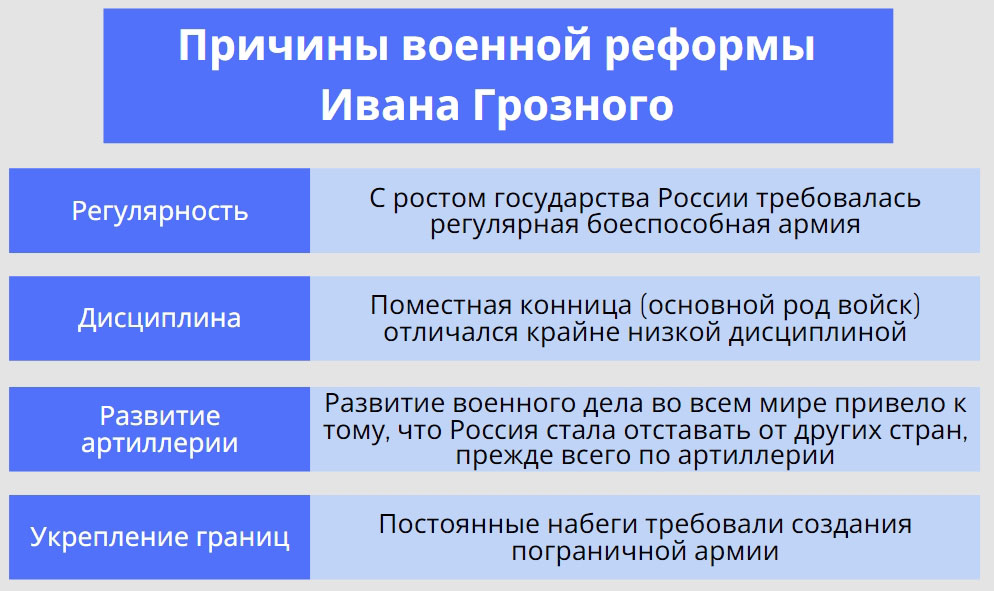 Причины военной реформы
Ивана Грозного
Регулярность
С ростом государства России требовалась
регулярная боеспособная армия
Дисциплина
Поместная конница (основной род войск)
отличался крайне низкой дисциплиной
Развитие
артиллерии
Развитие военного дела во всем мире привело к
тому, что Россия стала отставать от других стран,
прежде всего по артиллерии
Укрепление границ
Постоянные набеги требовали создания
пограничной армии